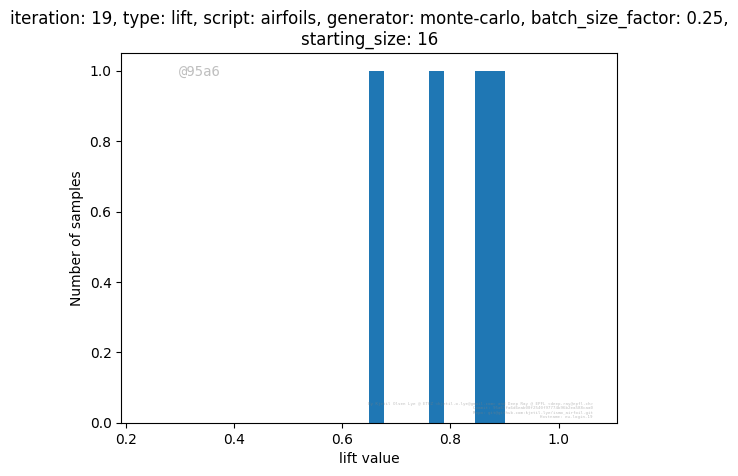 iteration: 19, type: lift, script: airfoils, generator: monte-carlo, batch_size_factor: 0.25,
starting_size: 16
@95a6
1.0
0.8
0.6
0.4
0.2
0.0
Number of samples
0.2 0.4 0.6 0.8 1.0
lift value